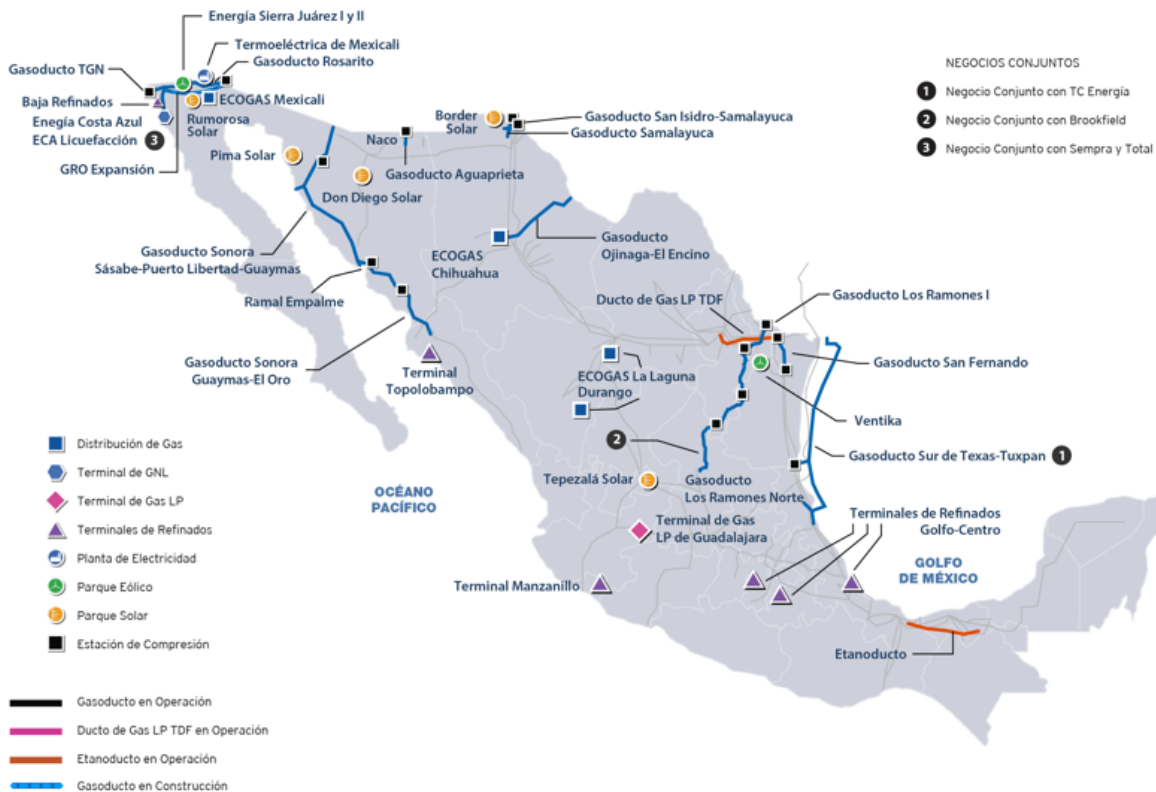 Energía Sierra Juárez I y II
Termoeléctrica de Mexicali
Gasoducto Rosarito
Gasoducto TGN
Baja Refinados
ECOGAS Mexicali
Enegía Costa Azul
ECA Licuefacción 3
Rumorosa
Solar
GRO Expansión
Pima Solar
Naco
Border
Solar
Gasoducto San Isidro-Samalayuca
Gasoducto Samalayuca
Gasoducto Aguaprieta
Don Diego Solar
NEGOCIOS CONJUNTOS
1 Negocio Conjunto con TC Energía
2 Negocio Conjunto con Brookfield
3 Negocio Conjunto con Sempra y Total
Gasoducto Sonora
Sásabe-Puerto Libertad-Guaymas
Ramal Empalme
ECOGAS
Chihuahua
Gasoducto
Ojinaga-El Encino
Ducto de Gas LP TDF
Gasoducto Los Ramones I
Gasoducto Sonora
Guaymas-El Oro
Terminal
Topolobampo
ECOGAS La Laguna
Durango
Gasoducto San Fernando
Ventika
2
Gasoducto Sur de Texas-Tuxpan 1
Tepezalá Solar
Gasoducto
Los Ramones Norte
OCÉANO
PACÍFICO
Terminal de Gas
LP de Guadalajara
Terminales de Refinados
Golfo-Centro
Terminal Manzanillo
GOLFO
DE MÉXICO
Etanoducto
Distribución de Gas
Terminal de GNL
Terminal de Gas LP
Terminales de Refinados
Planta de Electricidad
Parque Eólico
Parque Solar
Estación de Compresión
Gasoducto en Operación
Ducto de Gas LP TDF en Operación
Etanoducto en Operación
Gasoducto en Construcción